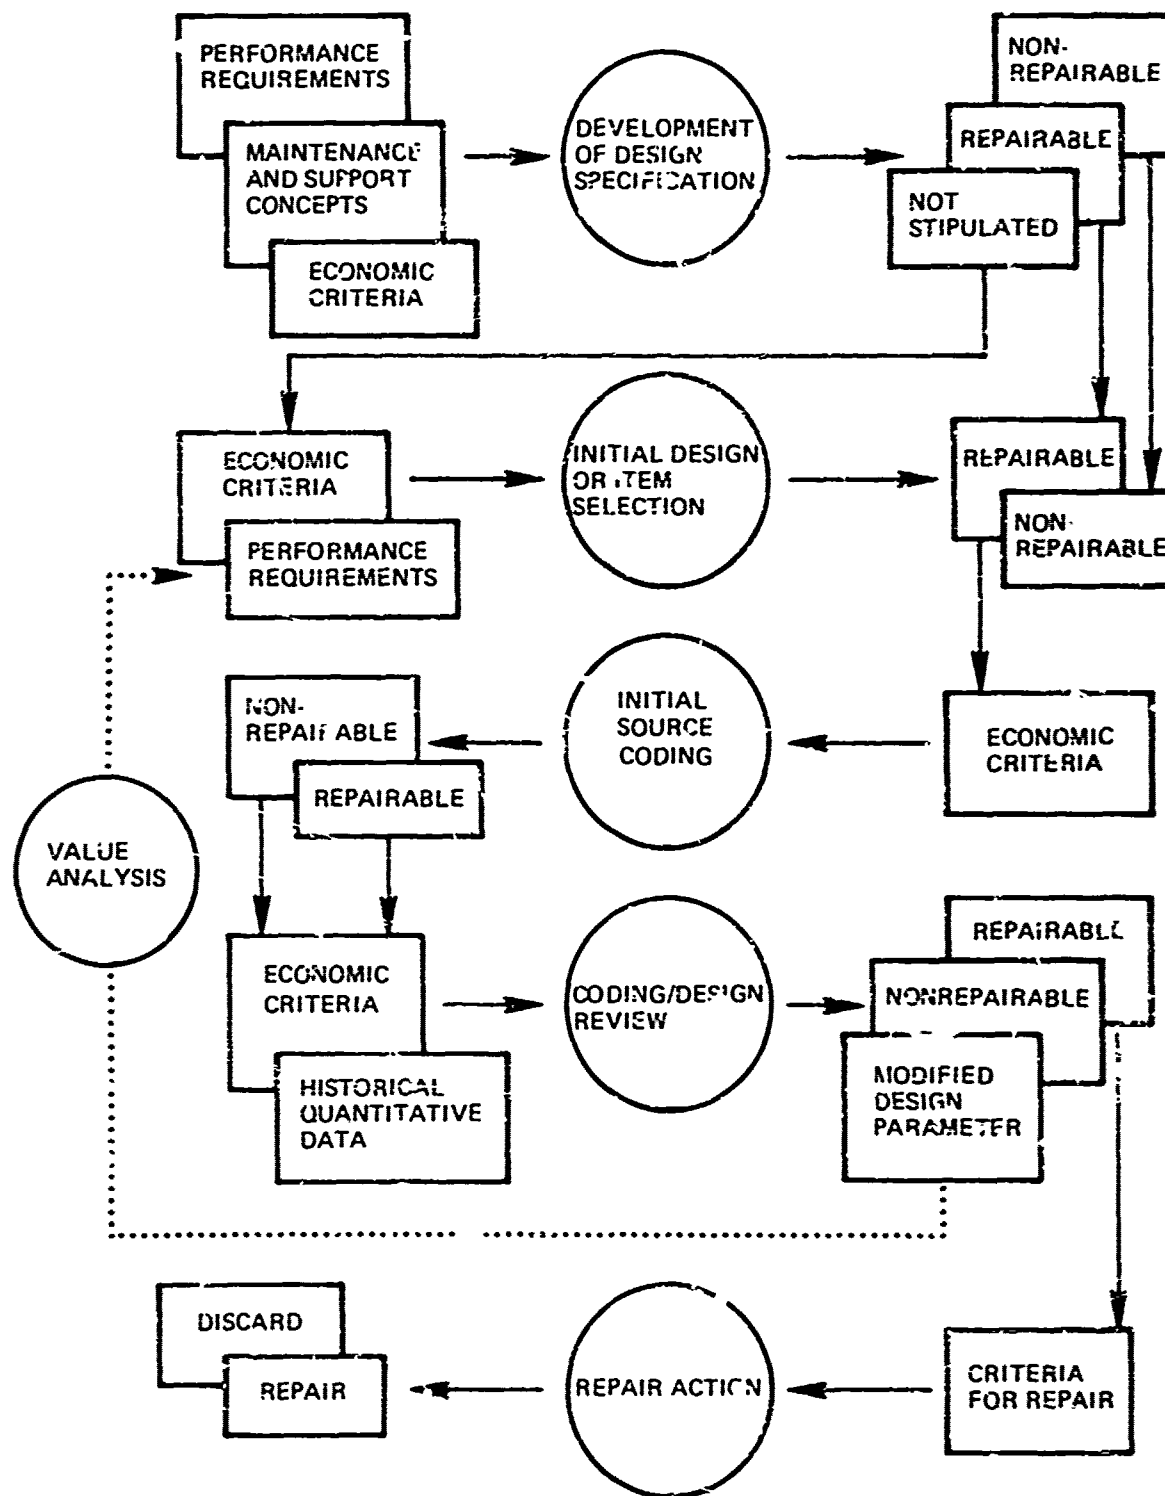 PERFORMANCE
REQUIREMENTS
MAINTENANCE
AND SUPPORT
CONCEPTS
ECONOMIC
CRITERIA
DEVELOPMENT
OF DESIGN
SPECIFICATION
NON-
REPAIRABLE
REPAIRABLE
NOT
STIPULATED
ECONOMIC
CRITERIA
PERFORMANCE
REQUIREMENTS
INITIAL DESIGN
OR ITEM
SELECTION
REPAIRABLE
NON-
REPAIRABLE
NON-
REPAIRABLE
REPAIRABLE
INITIAL
SOURCE
CODING
ECONOMIC
CRITERIA
VALUE
ANALYSIS
ECONOMIC
CRITERIA
HISTORICAL
QUANTITATIVE
DATA
CODING/DESIGN
REVIEW
REPAIRABLE
NONREPAIRABLE
MODIFIED
DESIGN
PARAMETER
DISCARD
REPAIR
REPAIR ACTION
CRITERIA
FOR REPAIR